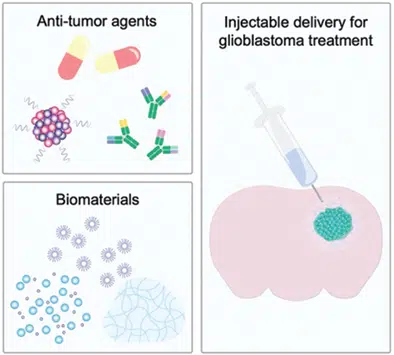 Anti-tumor agents
Biomaterials
Injectable delivery for
glioblastoma treatment